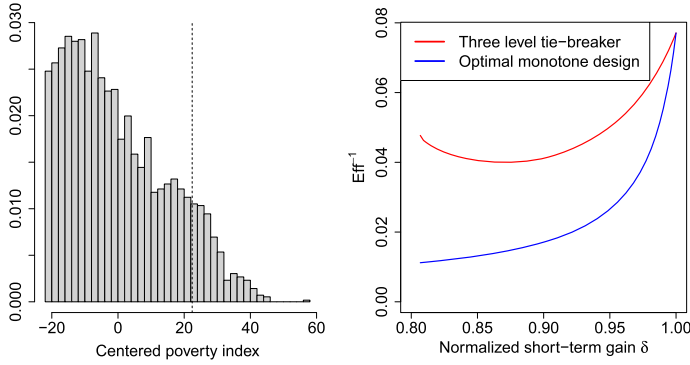 0.000 0.010 0.020 0.030
−20 0 20 40 60
Centered poverty index
Three level tie−breaker
Optimal monotone design
Eff⁻¹
0.00 0.02 0.04 0.06 0.08
0.80 0.85 0.90 0.95 1.00
Normalized short−term gain δ